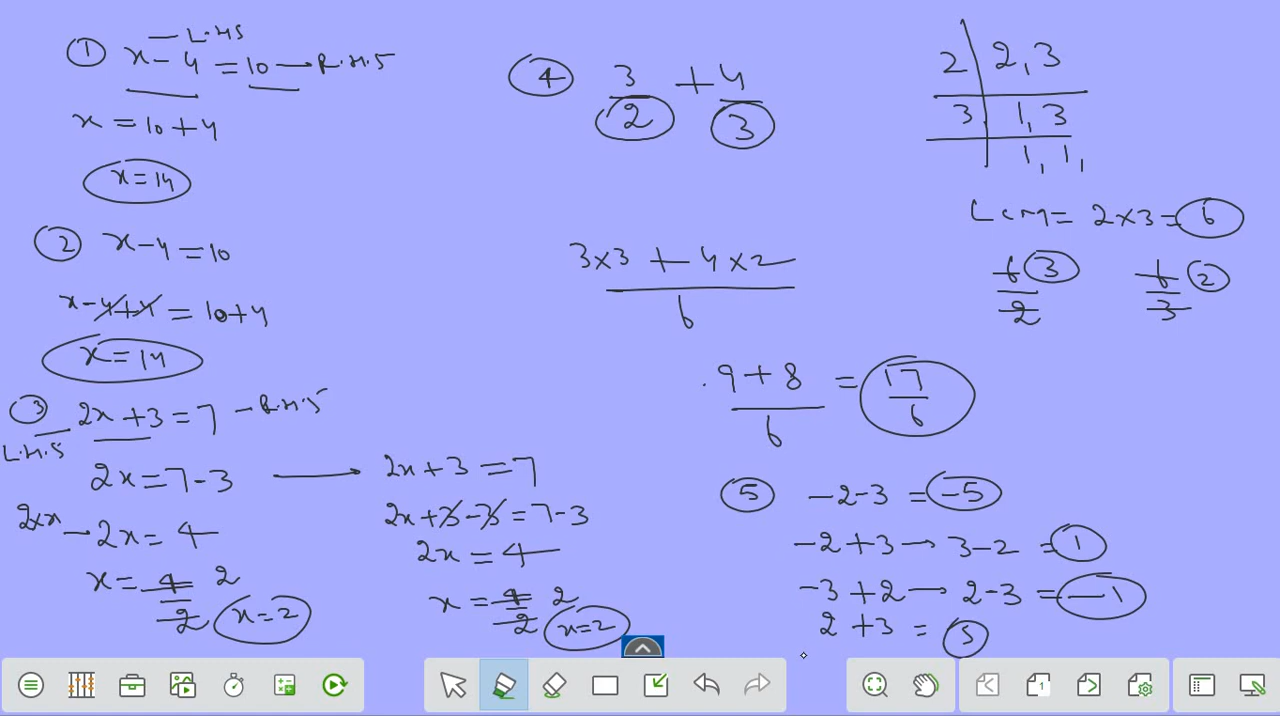 ① x-4 = 10 — R.H.S
— L.H.S
x = 10+4
x = 14
② x-4 = 10
x-4+4 = 10+4
x = 14
③ 2x+3 = 7 — R.H.S
L.H.S
2x = 7-3
2x = 4
2×x
x = 4/2 2
x=2
2x+3 = 7
2x+3-3 = 7-3
2x = 4
x = 4/2 2
x=2
④ 3/2 + 4/3
(3×3 + 4×2)/6
(9+8)/6 = 17/6
2 | 2, 3
3 | 1, 3
1, 1,
Lcm = 2×3 = 6
6/2 3
6/3 2
⑤ -2-3 = -5
-2+3 → 3-2 = 1
-3+2 → 2-3 = -1
2+3 = 5
1